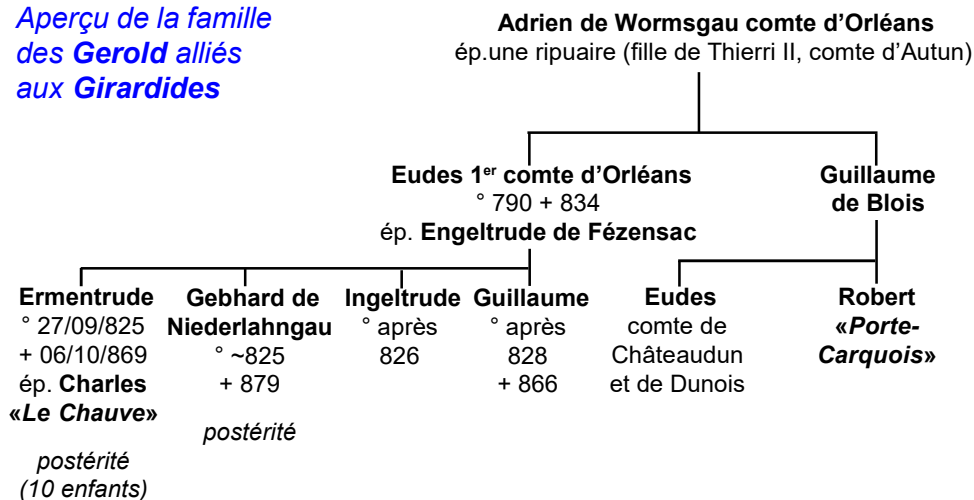 Aperçu de la famille
des Gerold alliés
aux Girardides
Adrien de Wormsgau comte d’Orléans
ép.une ripuaire (fille de Thierri II, comte d’Autun)
Eudes 1er comte d’Orléans
° 790 + 834
ép. Engeltrude de Fézensac
Guillaume
de Blois
Ermentrude
° 27/09/825
+ 06/10/869
ép. Charles
«Le Chauve»
postérité
(10 enfants)
Gebhard de
Niederlahngau
° ~825
+ 879
postérité
Ingeltrude
° après
826
Guillaume
° après
828
+ 866
Eudes
comte de
Châteaudun
et de Dunois
Robert
«Porte-
Carquois»